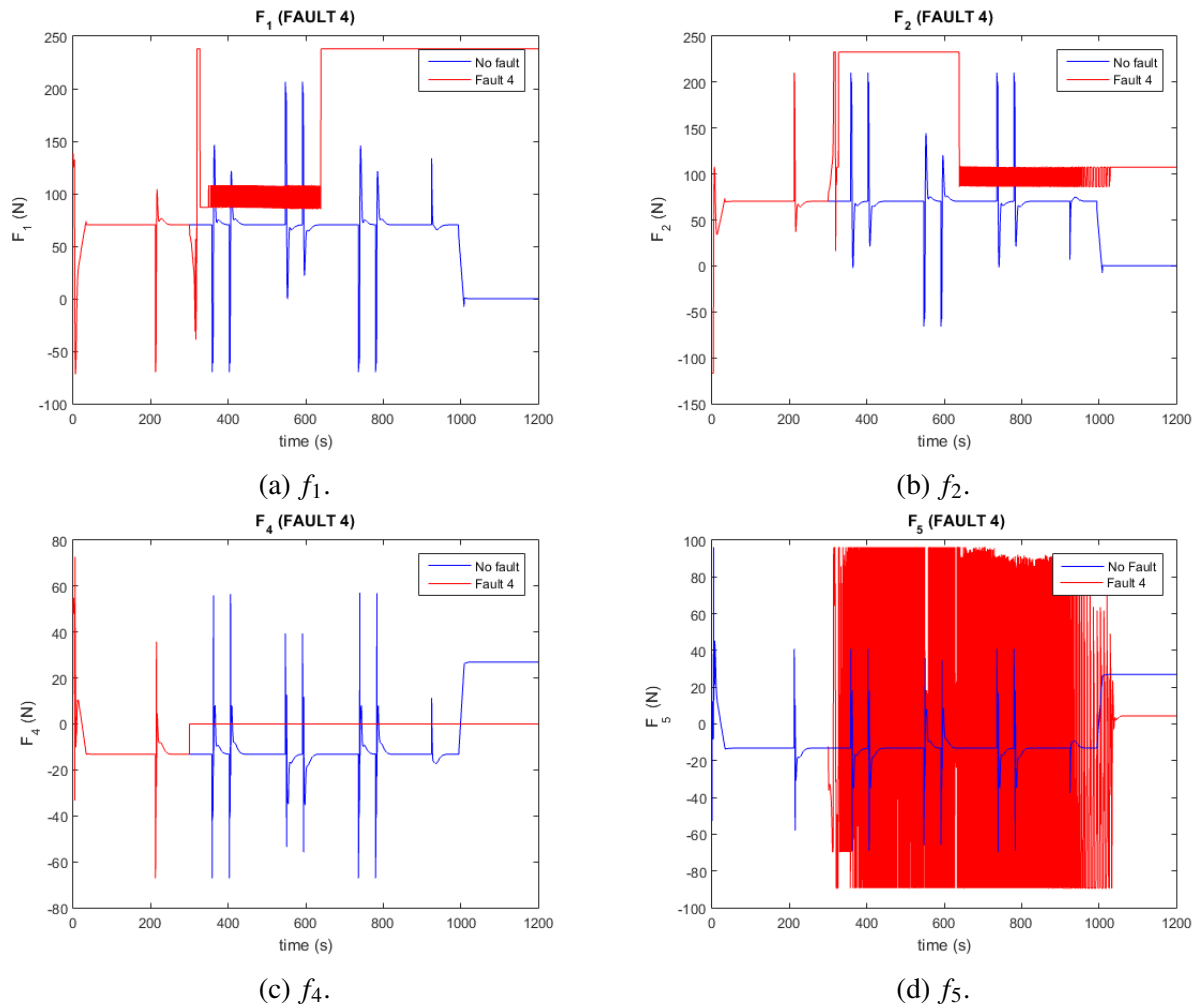 F1 (FAULT 4)
F1 (N)
250
200
150
100
50
0
-50
-100
No fault
Fault 4
0 200 400 600 800 1000 1200
time (s)
(a) f1.
F2 (FAULT 4)
F2 (N)
250
200
150
100
50
0
-50
-100
-150
No fault
Fault 4
0 200 400 600 800 1000 1200
time (s)
(b) f2.
F4 (FAULT 4)
F4 (N)
80
60
40
20
0
-20
-40
-60
-80
No fault
Fault 4
0 200 400 600 800 1000 1200
time (s)
(c) f4.
F5 (FAULT 4)
F5 (N)
100
80
60
40
20
0
-20
-40
-60
-80
-100
No Fault
Fault 4
0 200 400 600 800 1000 1200
time (s)
(d) f5.